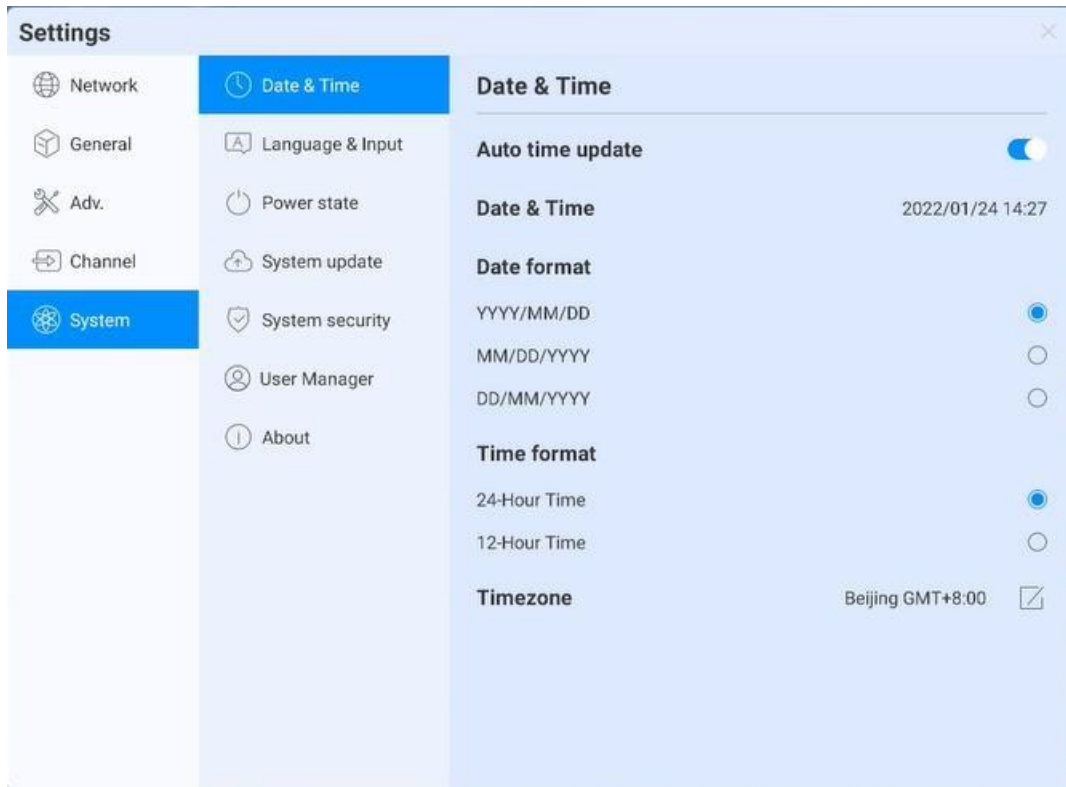 Settings
Network
General
Adv.
Channel
System
Date & Time
Language & Input
Power state
System update
System security
User Manager
About
Date & Time
Auto time update
Date & Time 2022/01/24 14:27
Date format
YYYY/MM/DD
MM/DD/YYYY
DD/MM/YYYY
Time format
24-Hour Time
12-Hour Time
Timezone Beijing GMT+8:00